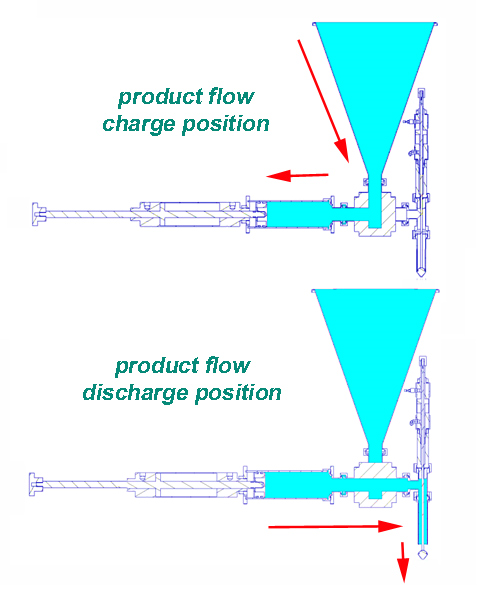 product flow
charge position
product flow
discharge position